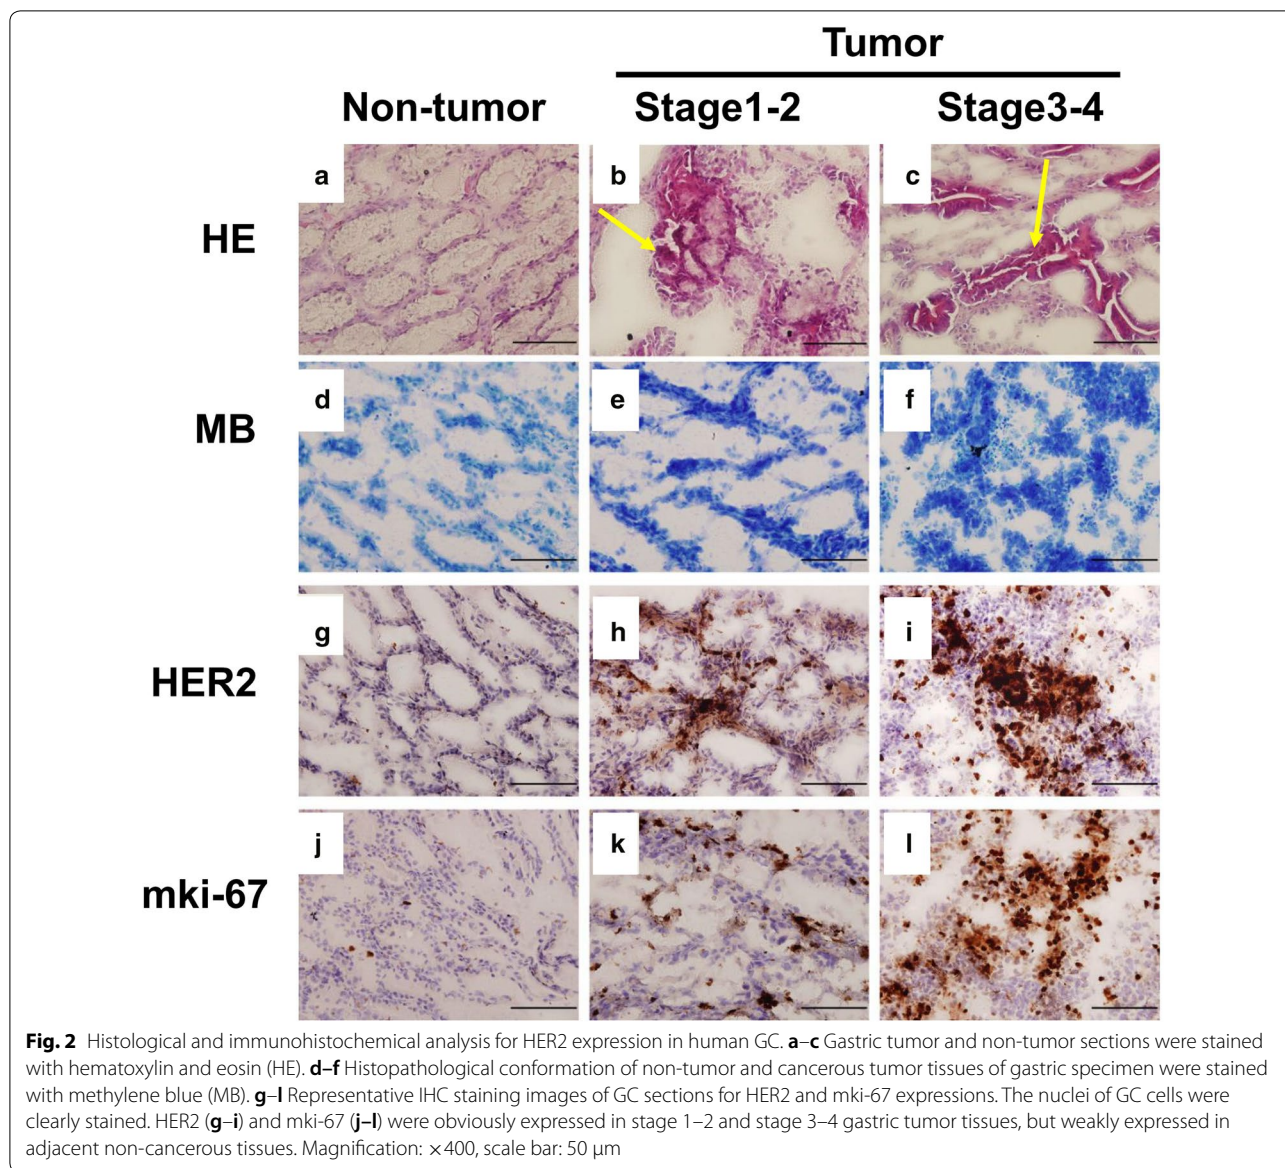 Tumor
Non-tumor Stage1-2 Stage3-4
HE a b c
MB d e f
HER2 g h i
mki-67 j k l
Fig. 2 Histological and immunohistochemical analysis for HER2 expression in human GC. a–c Gastric tumor and non-tumor sections were stained
with hematoxylin and eosin (HE). d–f Histopathological conformation of non-tumor and cancerous tumor tissues of gastric specimen were stained
with methylene blue (MB). g–l Representative IHC staining images of GC sections for HER2 and mki-67 expressions. The nuclei of GC cells were
clearly stained. HER2 (g–i) and mki-67 (j–l) were obviously expressed in stage 1–2 and stage 3–4 gastric tumor tissues, but weakly expressed in
adjacent non-cancerous tissues. Magnification: ×400, scale bar: 50 μm